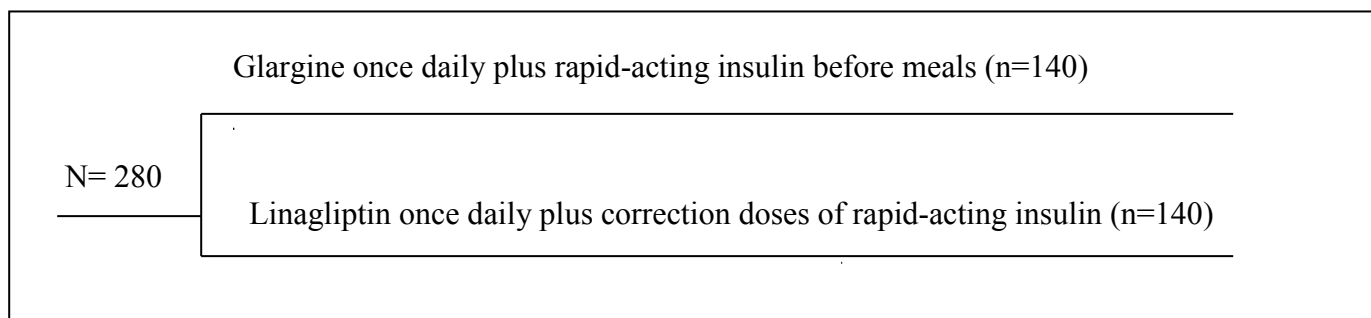 Glargine once daily plus rapid-acting insulin before meals (n=140)
N= 280
Linagliptin once daily plus correction doses of rapid-acting insulin (n=140)